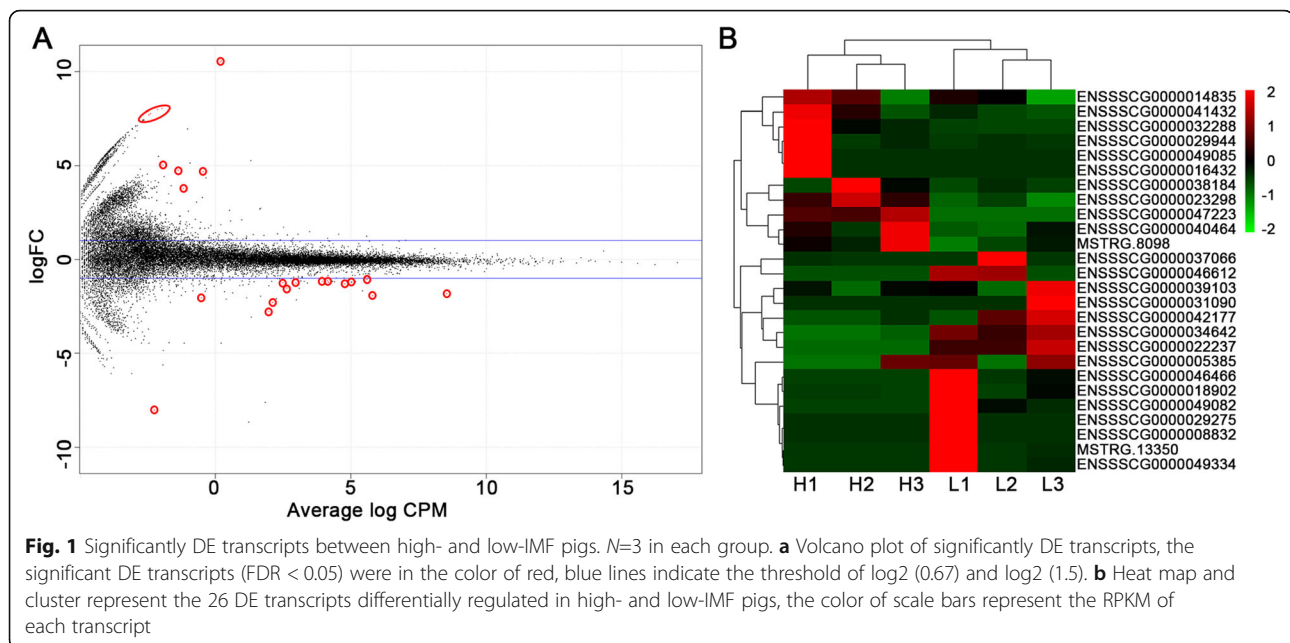 A
10
5
0
-5
-10
logFC
0
5
10
15
Average log CPM
B
ENSSSCG0000014835
ENSSSCG0000041432
ENSSSCG0000032288
ENSSSCG0000029944
ENSSSCG0000049085
ENSSSCG0000016432
ENSSSCG0000038184
ENSSSCG0000023298
ENSSSCG0000047223
ENSSSCG0000040464
MSTRG.8098
ENSSSCG0000037066
ENSSSCG0000046612
ENSSSCG0000039103
ENSSSCG0000031090
ENSSSCG0000042177
ENSSSCG0000034642
ENSSSCG0000022237
ENSSSCG0000005385
ENSSSCG0000046466
ENSSSCG0000018902
ENSSSCG0000049082
ENSSSCG0000029275
ENSSSCG0000008832
MSTRG.13350
ENSSSCG0000049334
2
1
0
-1
-2
H1 H2 H3 L1 L2 L3
Fig. 1 Significantly DE transcripts between high- and low-IMF pigs. N=3 in each group. a Volcano plot of significantly DE transcripts, the
significant DE transcripts (FDR < 0.05) were in the color of red, blue lines indicate the threshold of log2 (0.67) and log2 (1.5). b Heat map and
cluster represent the 26 DE transcripts differentially regulated in high- and low-IMF pigs, the color of scale bars represent the RPKM of
each transcript